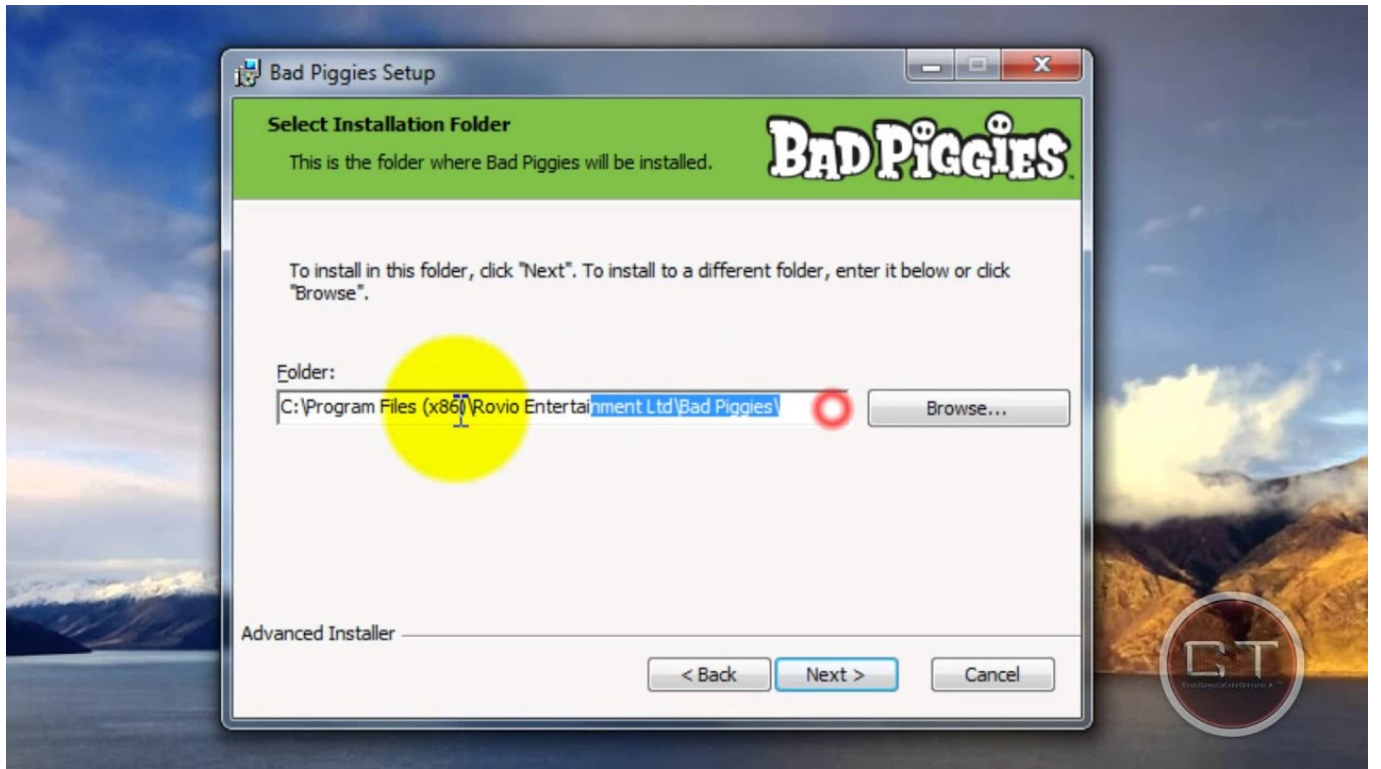 Bad Piggies Setup
Select Installation Folder
This is the folder where Bad Piggies will be installed.
BAD PIGGIES
To install in this folder, click "Next". To install to a different folder, enter it below or click
"Browse".
Folder:
C:\Program Files (x86)\Rovio Entertainment Ltd\Bad Piggies\
Browse...
Advanced Installer
< Back
Next >
Cancel